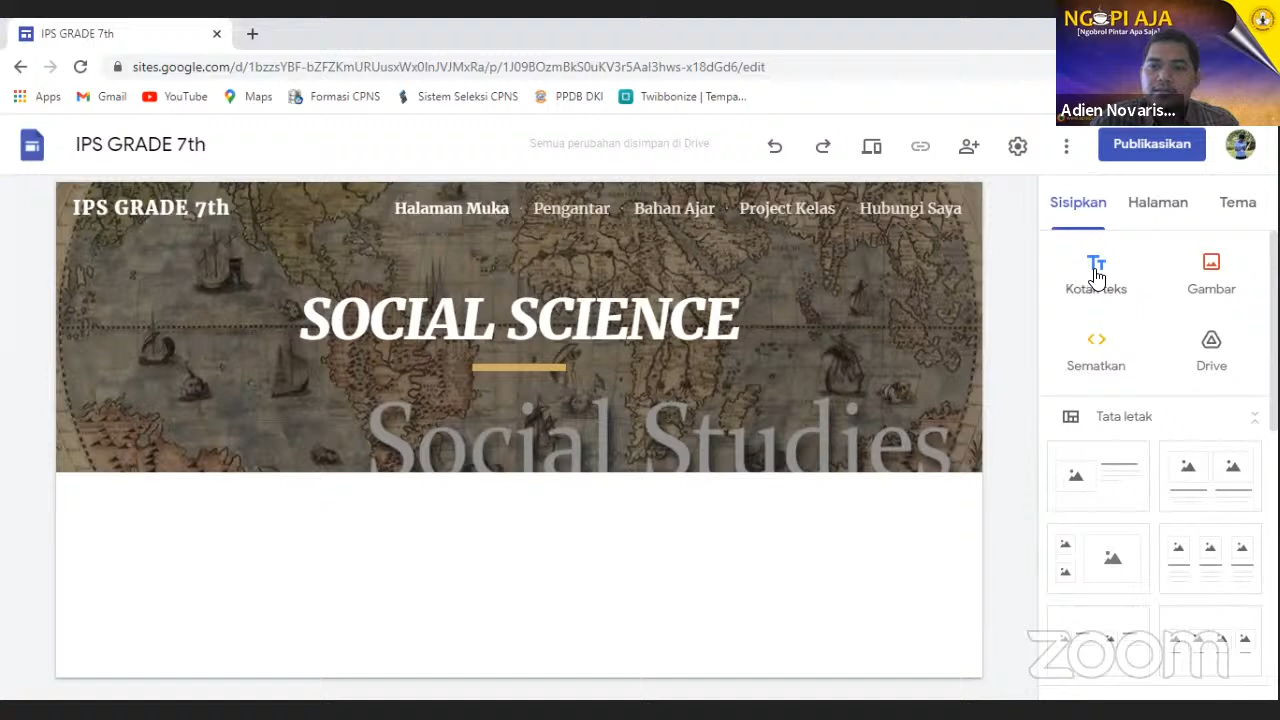 IPS GRADE 7th
NGOPI AJA
[Ngobrol Pintar Apa Saja]
sites.google.com/d/1bzzsYBF-bZFZKmURUusxWx0lnJVJMxRa/p/1J09BOzmBkS0uKV3r5Aal3hws-x18dGd6/edit
Apps Gmail YouTube Maps Formasi CPNS Sistem Seleksi CPNS PPDB DKI Twibbonize | Tempa...
Adien Novaris...
IPS GRADE 7th Semua perubahan disimpan di Drive Publikasikan
IPS GRADE 7th Halaman Muka Pengantar Bahan Ajar Project Kelas Hubungi Saya
Sisipkan Halaman Tema
SOCIAL SCIENCE
Social Studies
Kotak teks Gambar
Sematkan Drive
Tata letak
zoom